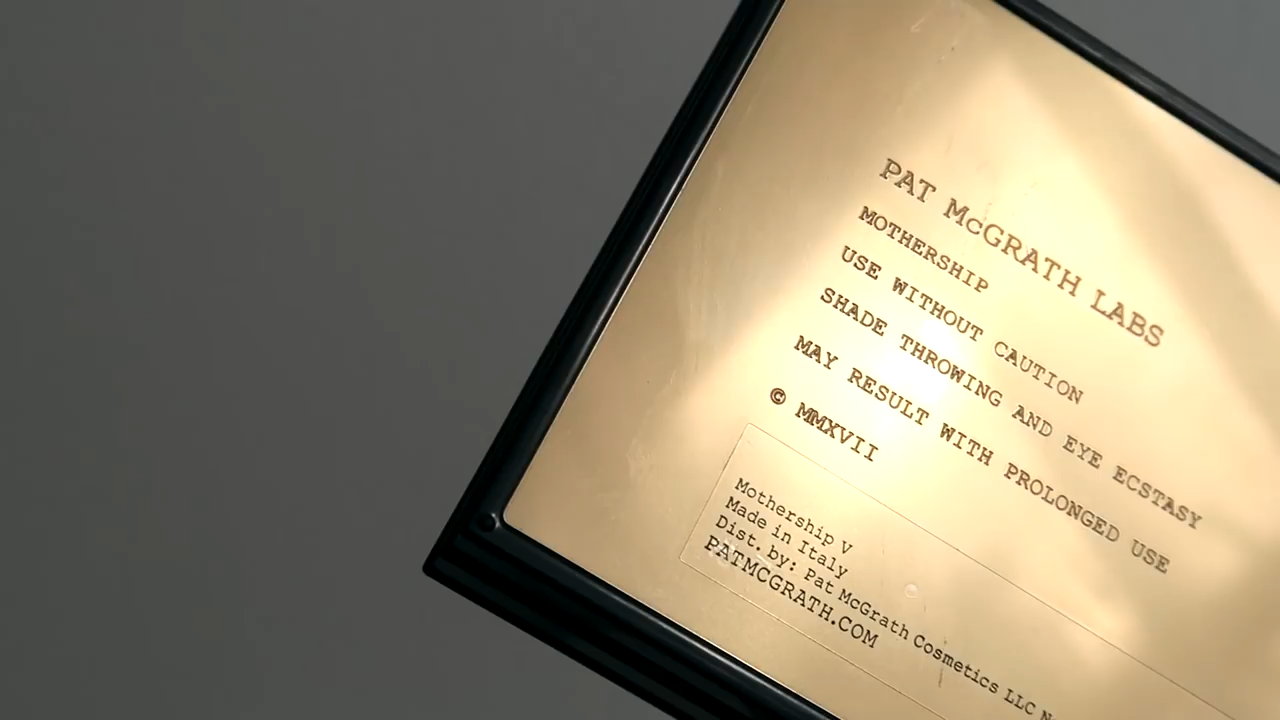 PAT McGRATH LABS
MOTHERSHIP
USE WITHOUT CAUTION
SHADE THROWING AND EYE ECSTASY
MAY RESULT WITH PROLONGED USE
© MMXVII
Mothership V
Made in Italy
Dist. by: Pat McGrath Cosmetics LLC
PATMCGRATH.COM